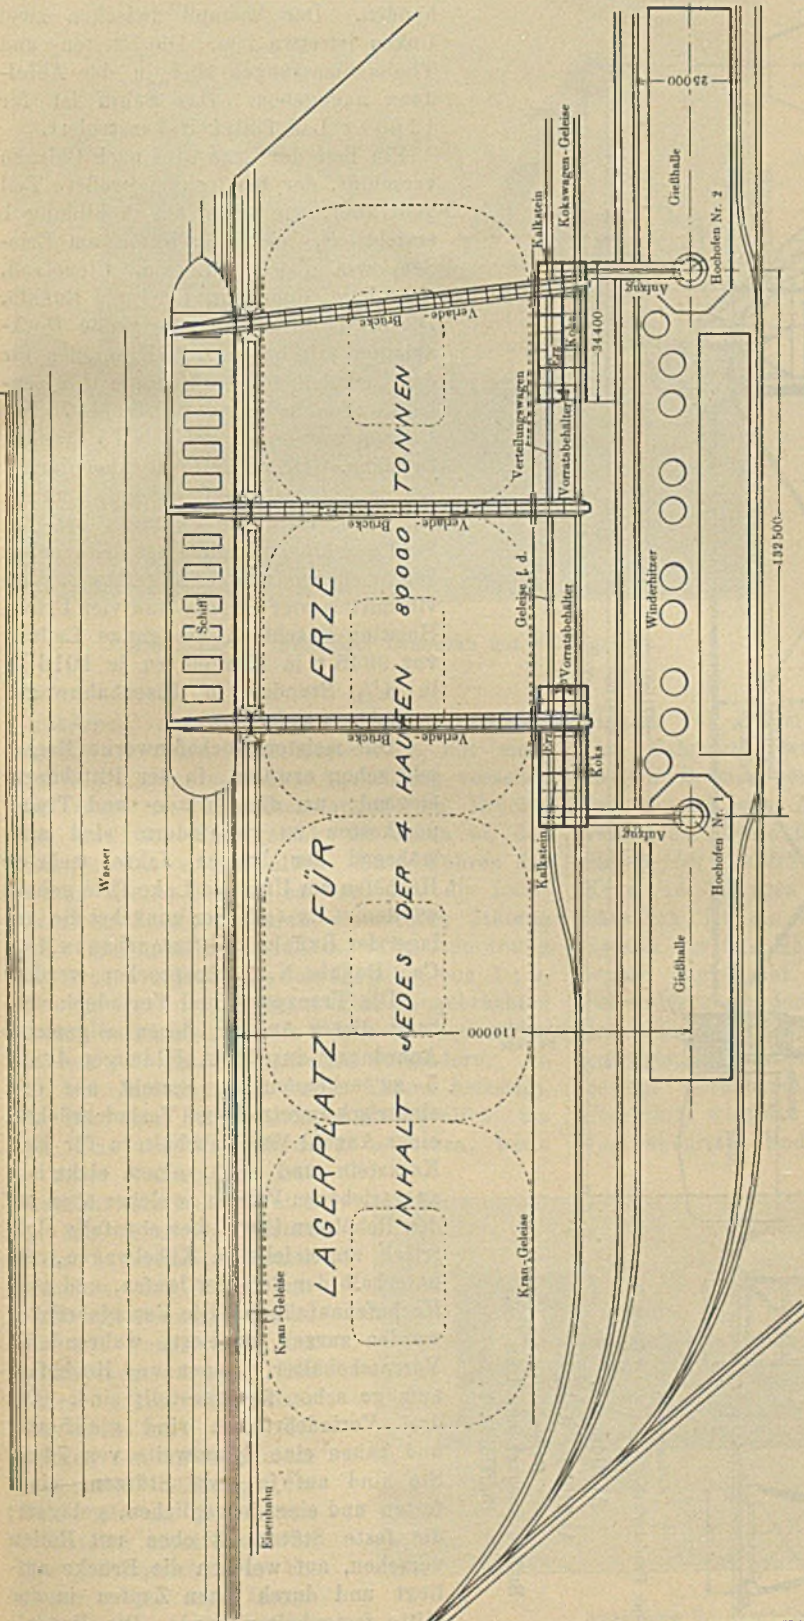 Wasser
Schiff
Eisenbahn
Kran-Geleise
LAGERPLATZ FÜR ERZE
INHALT JEDES DER 4 HAUFEN 80000 TONNEN
Verlade-Brücke
Verlade-Brücke
Verlade-Brücke
Kran-Geleise
110000
Geleise f. d. Verteilungswagen
Kalkstein
Erz
Vorratabehälter
Koks
Vorratabehälter
Erz
Koks
Kalkstein
Kokswagen-Geleise
34400
Aufzug
Aufzug
Winderhitzer
Gießhalle
Hochofen Nr. 1
Gießhalle
Hochofen Nr. 2
25000
132500